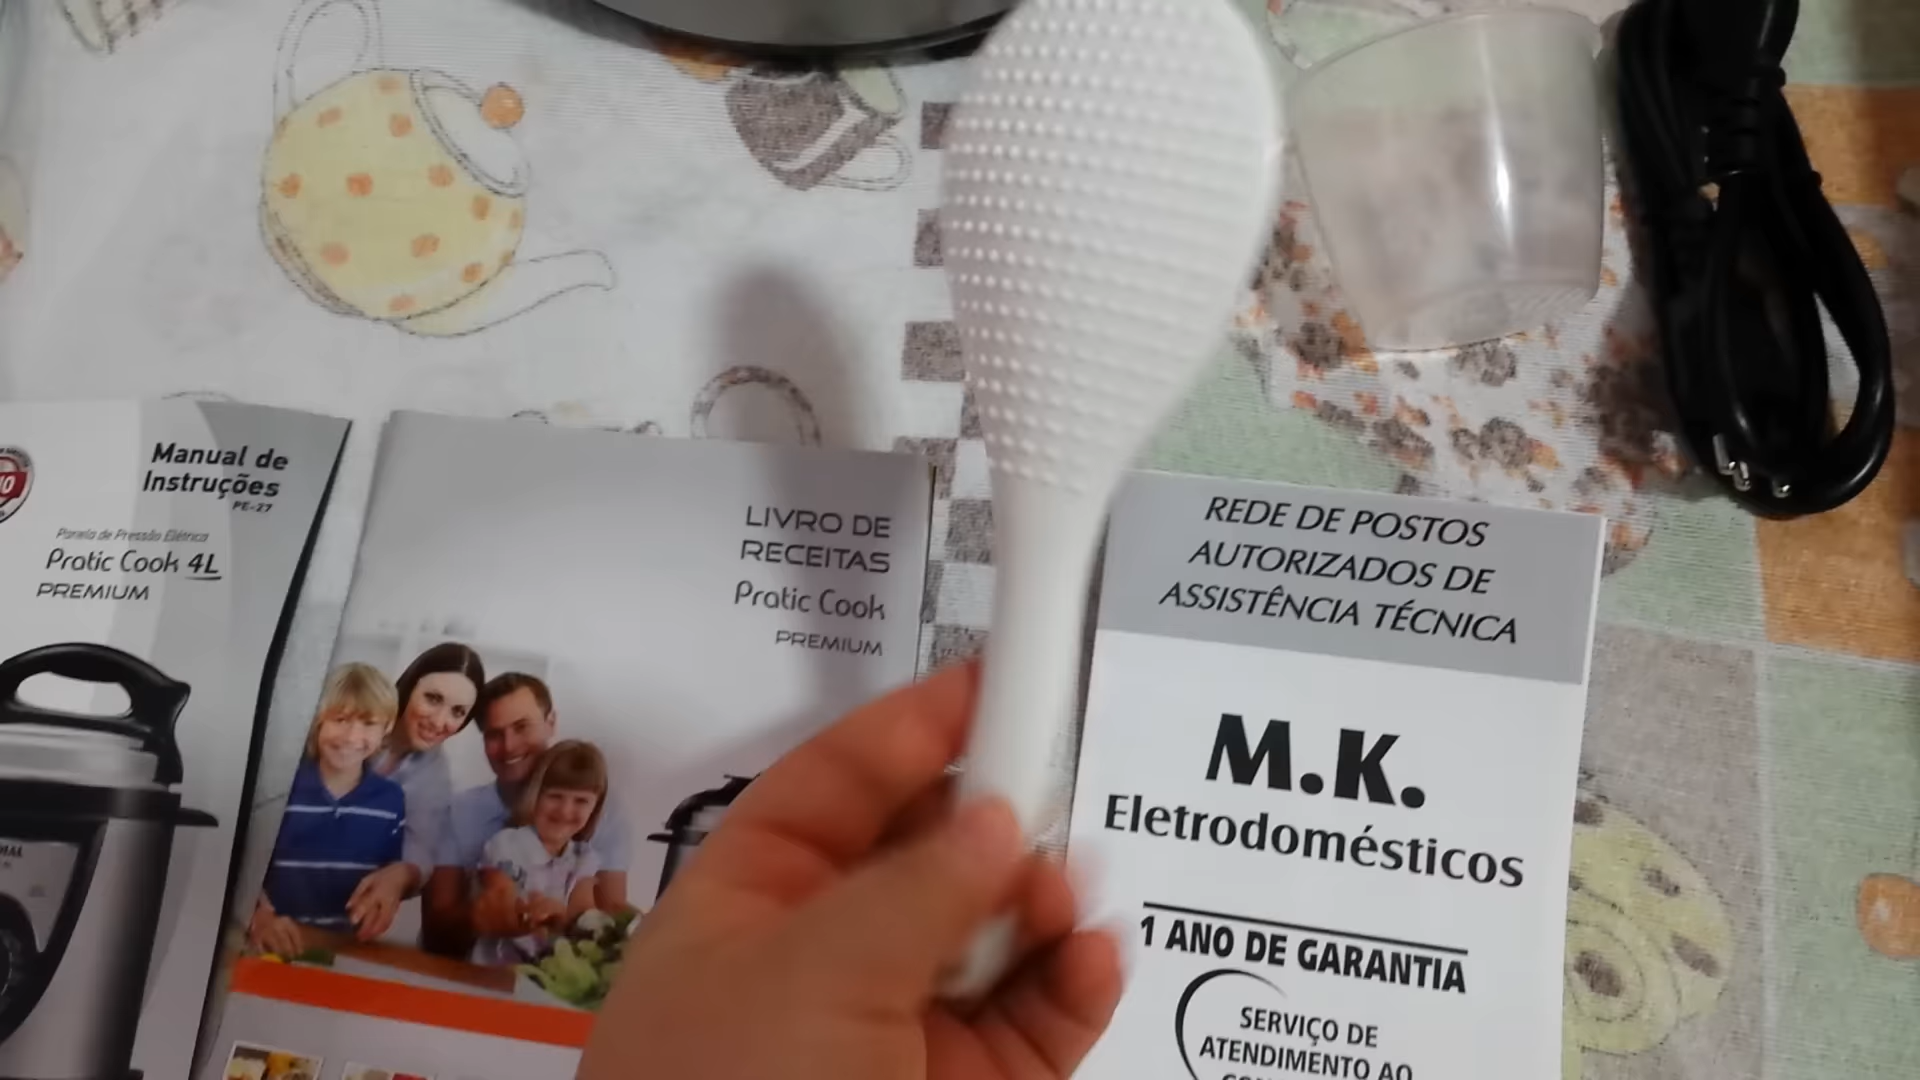 Manual de
Instruções
PE-27
Panela de Pressão Elétrica
Pratic Cook 4L
PREMIUM
LIVRO DE
RECEITAS
Pratic Cook
PREMIUM
REDE DE POSTOS
AUTORIZADOS DE
ASSISTÊNCIA TÉCNICA
M.K.
Eletrodomésticos
1 ANO DE GARANTIA
SERVIÇO DE
ATENDIMENTO AO